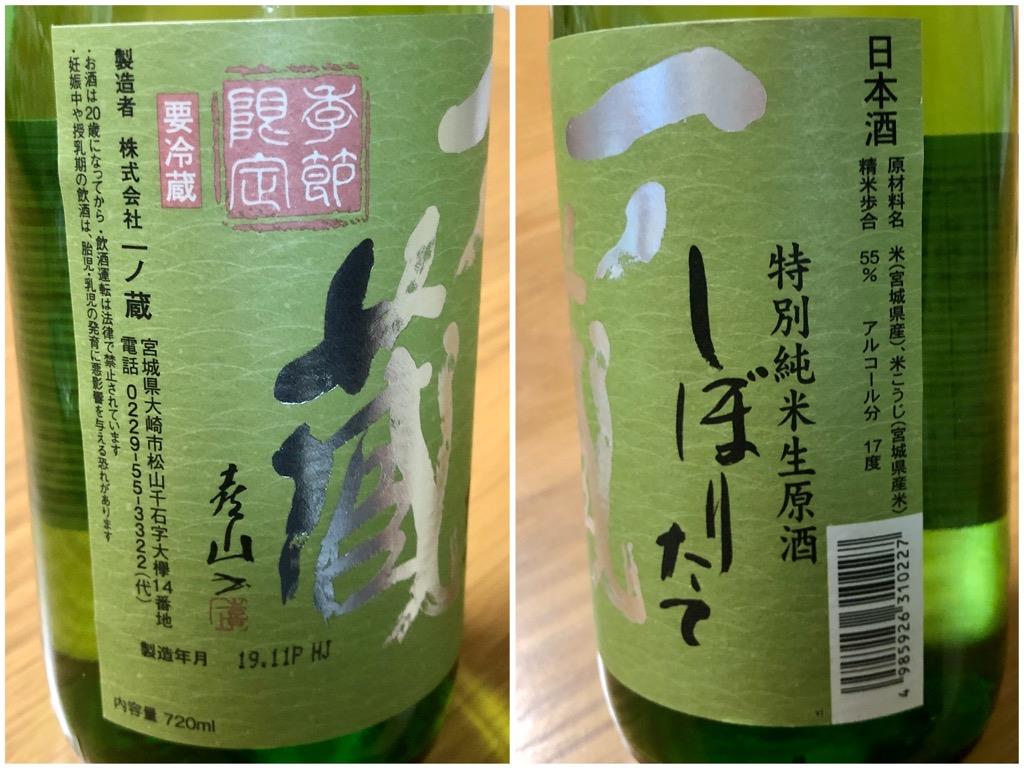 季節
限定
要冷蔵
蔵
製造者 株式会社 一ノ蔵
宮城県大崎市松山千石字大欅14番地
電話 0229-55-3322(代)
・お酒は20歳になってから・飲酒運転は法律で禁止されています
・妊娠中や授乳期の飲酒は、胎児・乳児の発育に悪影響を与える恐れがあります
製造年月 19.11P HJ
内容量 720ml
日本酒
原材料名 米(宮城県産)、米こうじ(宮城県産米)
精米歩合 55% アルコール分 17度
特別純米生原酒
しぼりたて
一ノ蔵
4 985926 310227